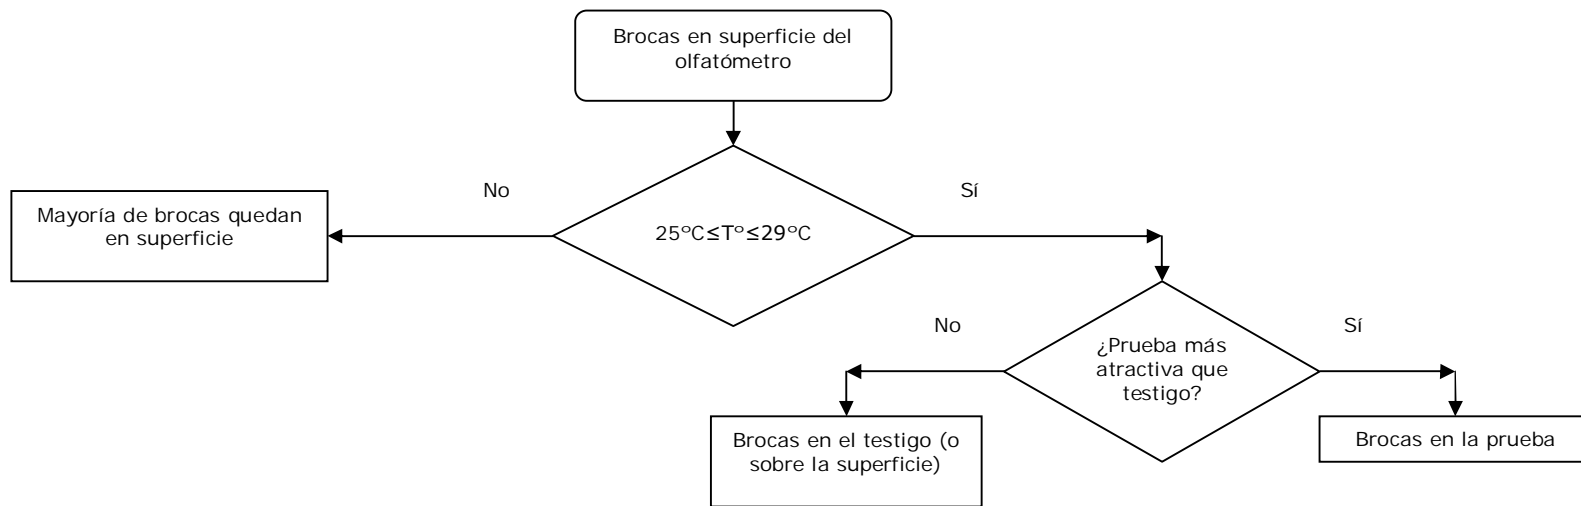 Brocas en superficie del
olfatómetro
No
Sí
Mayoría de brocas quedan
en superficie
25°C≤T°≤29°C
No
Sí
¿Prueba más
atractiva que
testigo?
Brocas en el testigo (o
sobre la superficie)
Brocas en la prueba